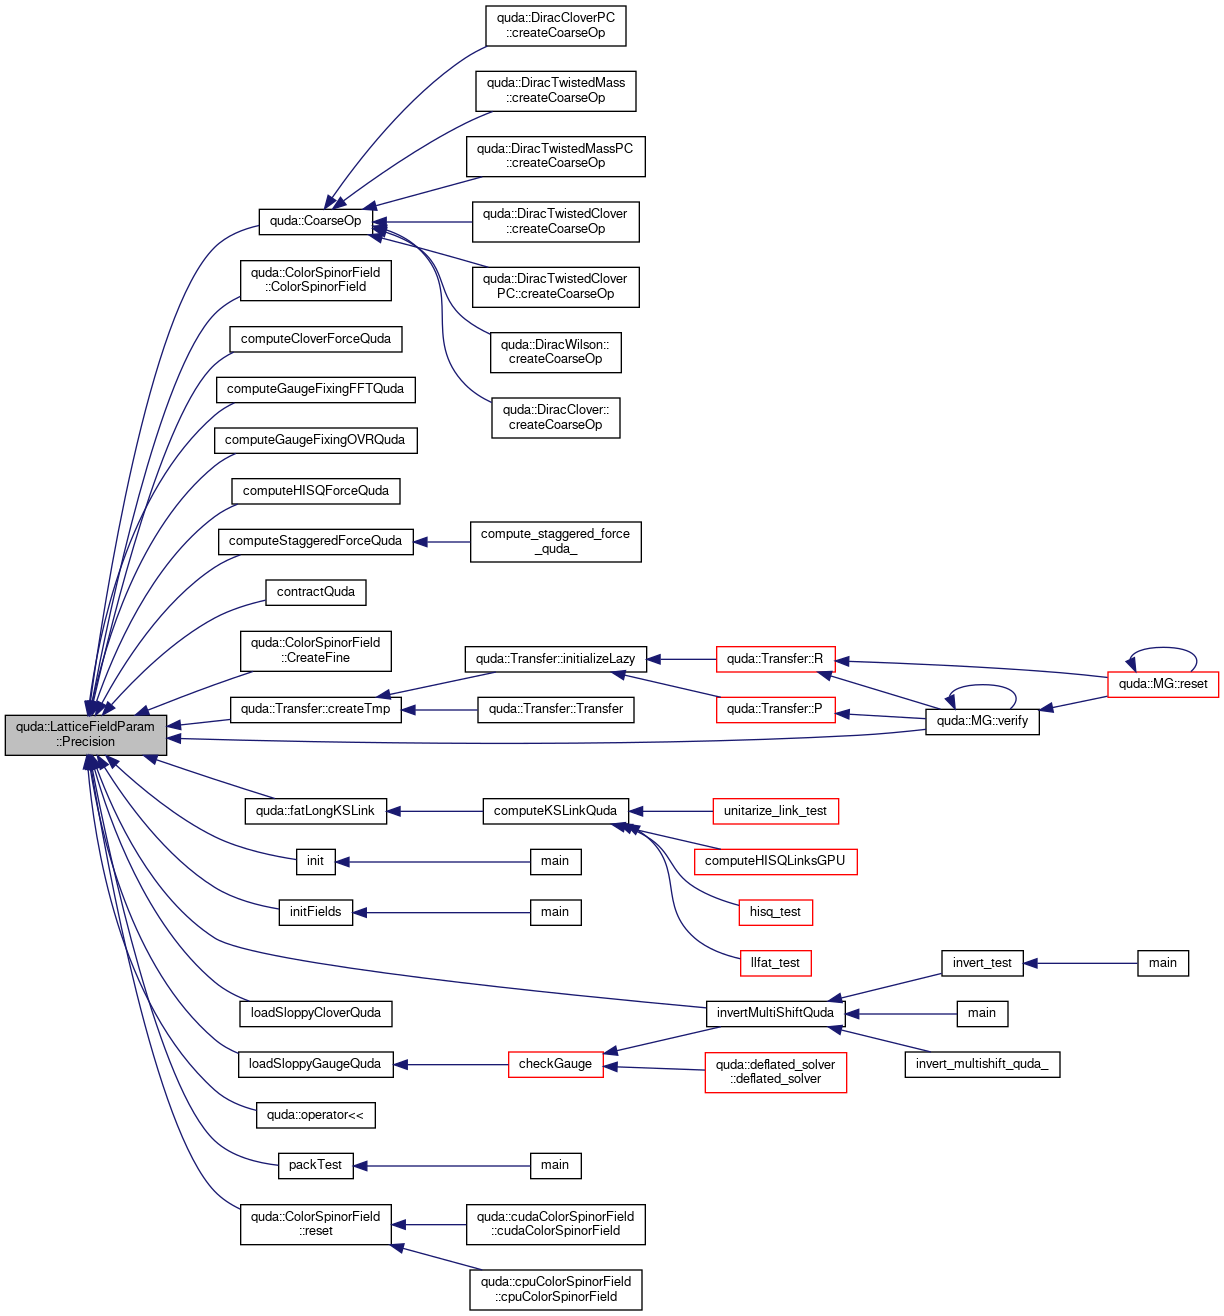 quda::DiracCloverPC
::createCoarseOp
quda::DiracTwistedMass
::createCoarseOp
quda::DiracTwistedMassPC
::createCoarseOp
quda::CoarseOp
quda::DiracTwistedClover
::createCoarseOp
quda::ColorSpinorField
::ColorSpinorField
quda::DiracTwistedClover
PC::createCoarseOp
computeCloverForceQuda
quda::DiracWilson::
createCoarseOp
computeGaugeFixingFFTQuda
quda::DiracClover::
createCoarseOp
computeGaugeFixingOVRQuda
computeHISQForceQuda
computeStaggeredForceQuda
compute_staggered_force
_quda_
contractQuda
quda::ColorSpinorField
::CreateFine
quda::Transfer::initializeLazy
quda::Transfer::R
quda::MG::reset
quda::Transfer::createTmp
quda::Transfer::Transfer
quda::Transfer::P
quda::MG::verify
quda::LatticeFieldParam
::Precision
quda::fatLongKSLink
computeKSLinkQuda
unitarize_link_test
init
main
computeHISQLinksGPU
initFields
main
hisq_test
llfat_test
invert_test
main
loadSloppyCloverQuda
invertMultiShiftQuda
main
loadSloppyGaugeQuda
checkGauge
quda::deflated_solver
::deflated_solver
invert_multishift_quda_
quda::operator<<
packTest
main
quda::ColorSpinorField
::reset
quda::cudaColorSpinorField
::cudaColorSpinorField
quda::cpuColorSpinorField
::cpuColorSpinorField